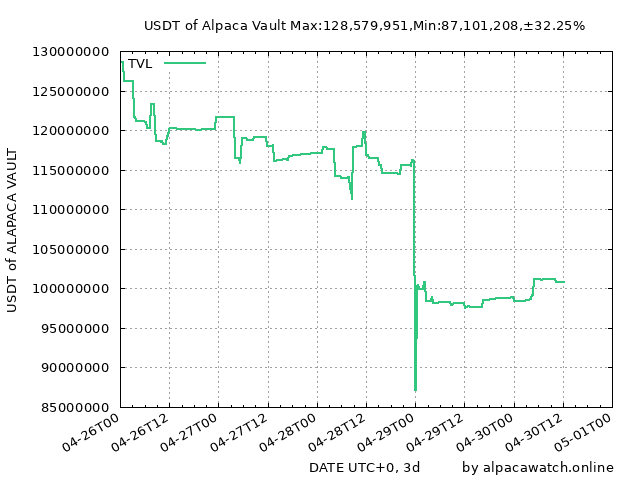 USDT of Alpaca Vault Max:128,579,951,Min:87,101,208,±32.25%
130000000
TVL
125000000
120000000
115000000
110000000
105000000
100000000
95000000
90000000
85000000
USDT of ALAPACA VAULT
04-26T00
04-26T12
04-27T00
04-27T12
04-28T00
04-28T12
04-29T00
04-29T12
04-30T00
04-30T12
05-01T00
DATE UTC+0, 3d
by alpacawatch.online